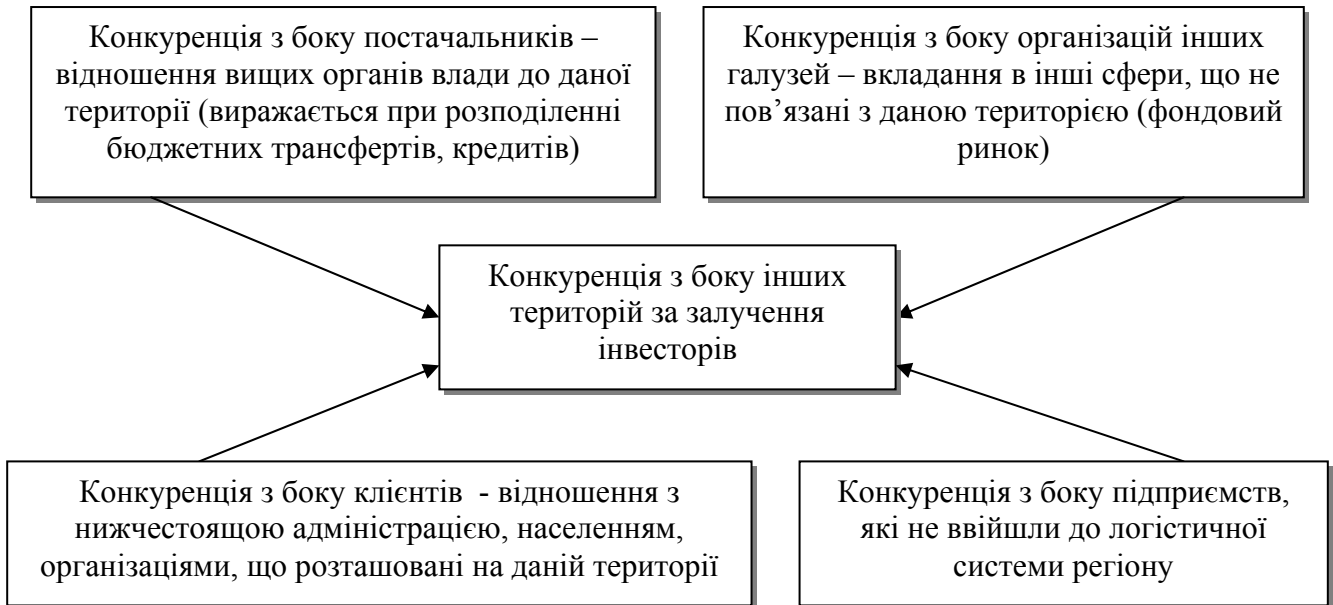 Конкуренція з боку постачальників –
відношення вищих органів влади до даної
території (виражається при розподіленні
бюджетних трансфертів, кредитів)
Конкуренція з боку організацій інших
галузей – вкладання в інші сфери, що не
пов’язані з даною територією (фондовий
ринок)
Конкуренція з боку інших
територій за залучення
інвесторів
Конкуренція з боку клієнтів  - відношення з
нижчестоящою адміністрацією, населенням,
організаціями, що розташовані на даній території
Конкуренція з боку підприємств,
які не ввійшли до логістичної
системи регіону